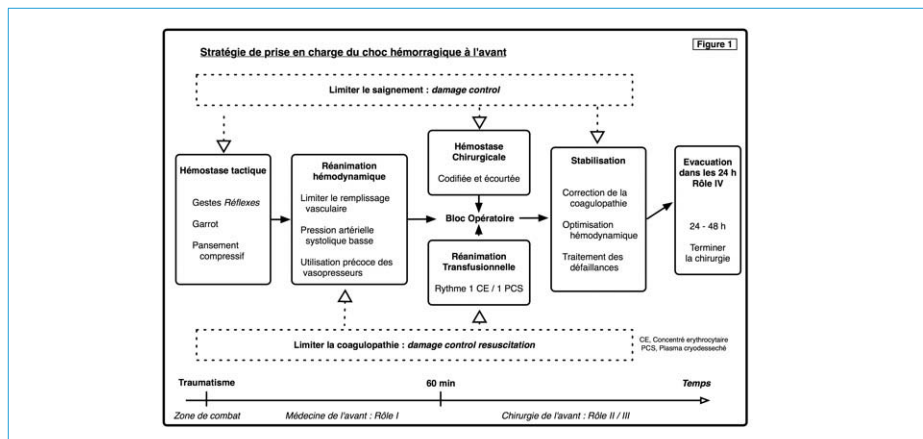 Figure 1
Stratégie de prise en charge du choc hémorragique à l'avant
Limiter le saignement : damage control
Hémostase tactique
Gestes Réflexes
Garrot
Pansement
compressif
Réanimation
hémodynamique
Limiter le remplissage
vasculaire
Pression artérielle
systolique basse
Utilisation précoce des
vasopresseurs
Hémostase
Chirurgicale
Codifiée et écourtée
Bloc Opératoire
Réanimation
Transfusionnelle
Rythme 1 CE / 1 PCS
Stabilisation
Correction de la
coagulopathie
Optimisation
hémodynamique
Traitement des
défaillances
Evacuation
dans les 24 h
Rôle IV
24 - 48 h
Terminer
la chirurgie
Limiter la coagulopathie : damage control resuscitation
CE, Concentré erythrocytaire
PCS, Plasma cryodesseché
Traumatisme
60 min
Temps
Zone de combat
Médecine de l'avant : Rôle I
Chirurgie de l'avant : Rôle II / III